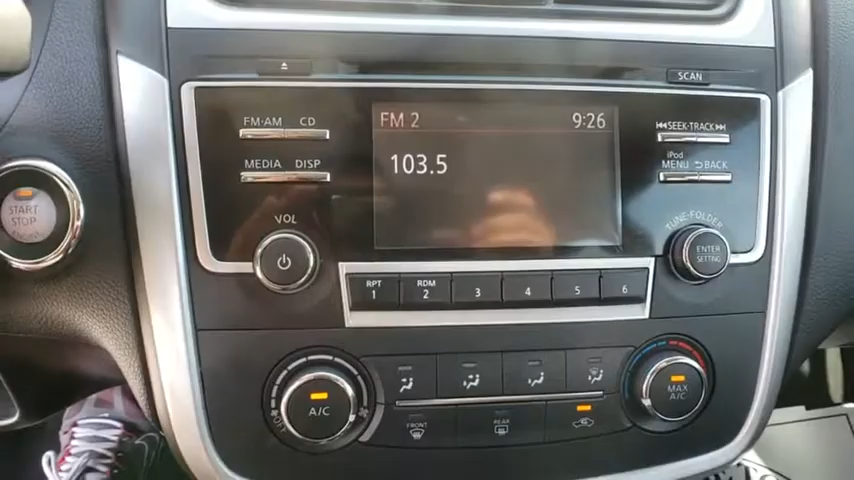 SCAN
FM·AM CD
FM 2 9:26
SEEK·TRACK
MEDIA DISP
103.5
iPod
MENU BACK
START
STOP
ENGINE
VOL
TUNE·FOLDER
ENTER
SETTING
RPT RDM
1 2 3 4 5 6
A/C
FRONT
REAR
MAX
A/C